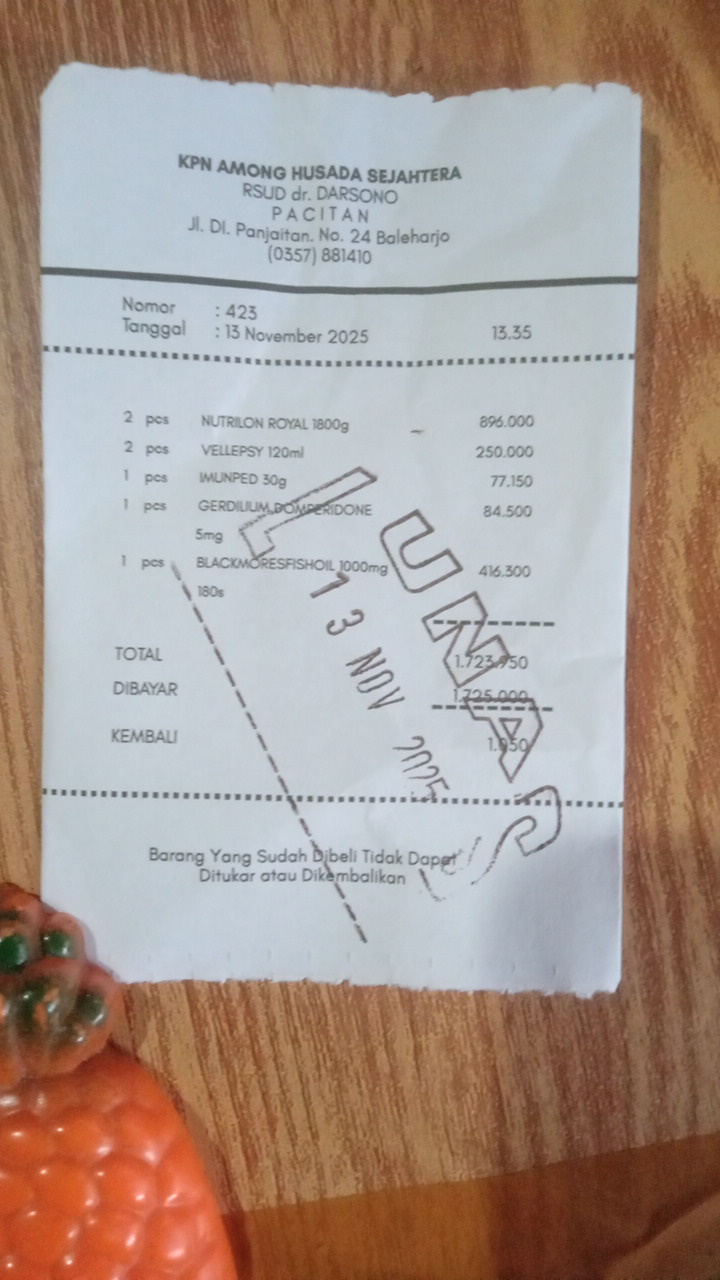 KPN AMONG HUSADA SEJAHTERA
RSUD dr. DARSONO
PACITAN
Jl. DI. Panjaitan. No. 24 Baleharjo
(0357) 881410
Nomor : 423
Tanggal : 13 November 2025 13.35
2 pcs NUTRILON ROYAL 1800g 896.000
2 pcs VELLEPSY 120ml 250.000
1 pcs IMUNPED 30g 77.150
1 pcs GERDILIUM DOMPERIDONE 84.500
5mg
1 pcs BLACKMORESFISHOIL 1000mg 416.300
180s
TOTAL 1.723.950
DIBAYAR 1.725.000
KEMBALI 1.050
LUNAS
13 NOV 2025
Barang Yang Sudah Dibeli Tidak Dapat
Ditukar atau Dikembalikan